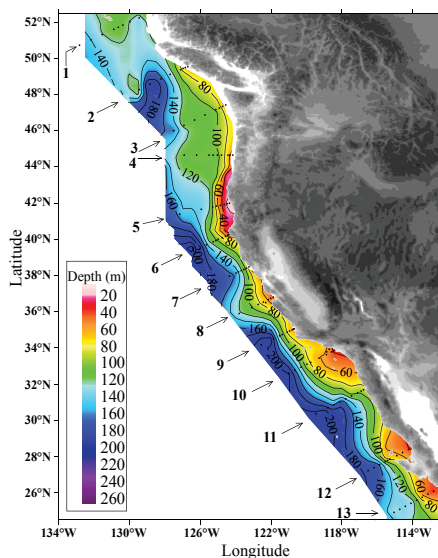 52°N
50°N
48°N
46°N
44°N
42°N
40°N
38°N
36°N
34°N
32°N
30°N
28°N
26°N
Latitude
134°W
130°W
126°W
122°W
118°W
114°W
Longitude
1
2
3
4
5
6
7
8
9
10
11
12
13
Depth (m)
20
40
60
80
100
120
140
160
180
200
220
240
260
140
80
180
140
100
120
60
40
160
80
200
140
180
100
80
160
100
200
80
60
140
200
100
80
180
160
120
60
80